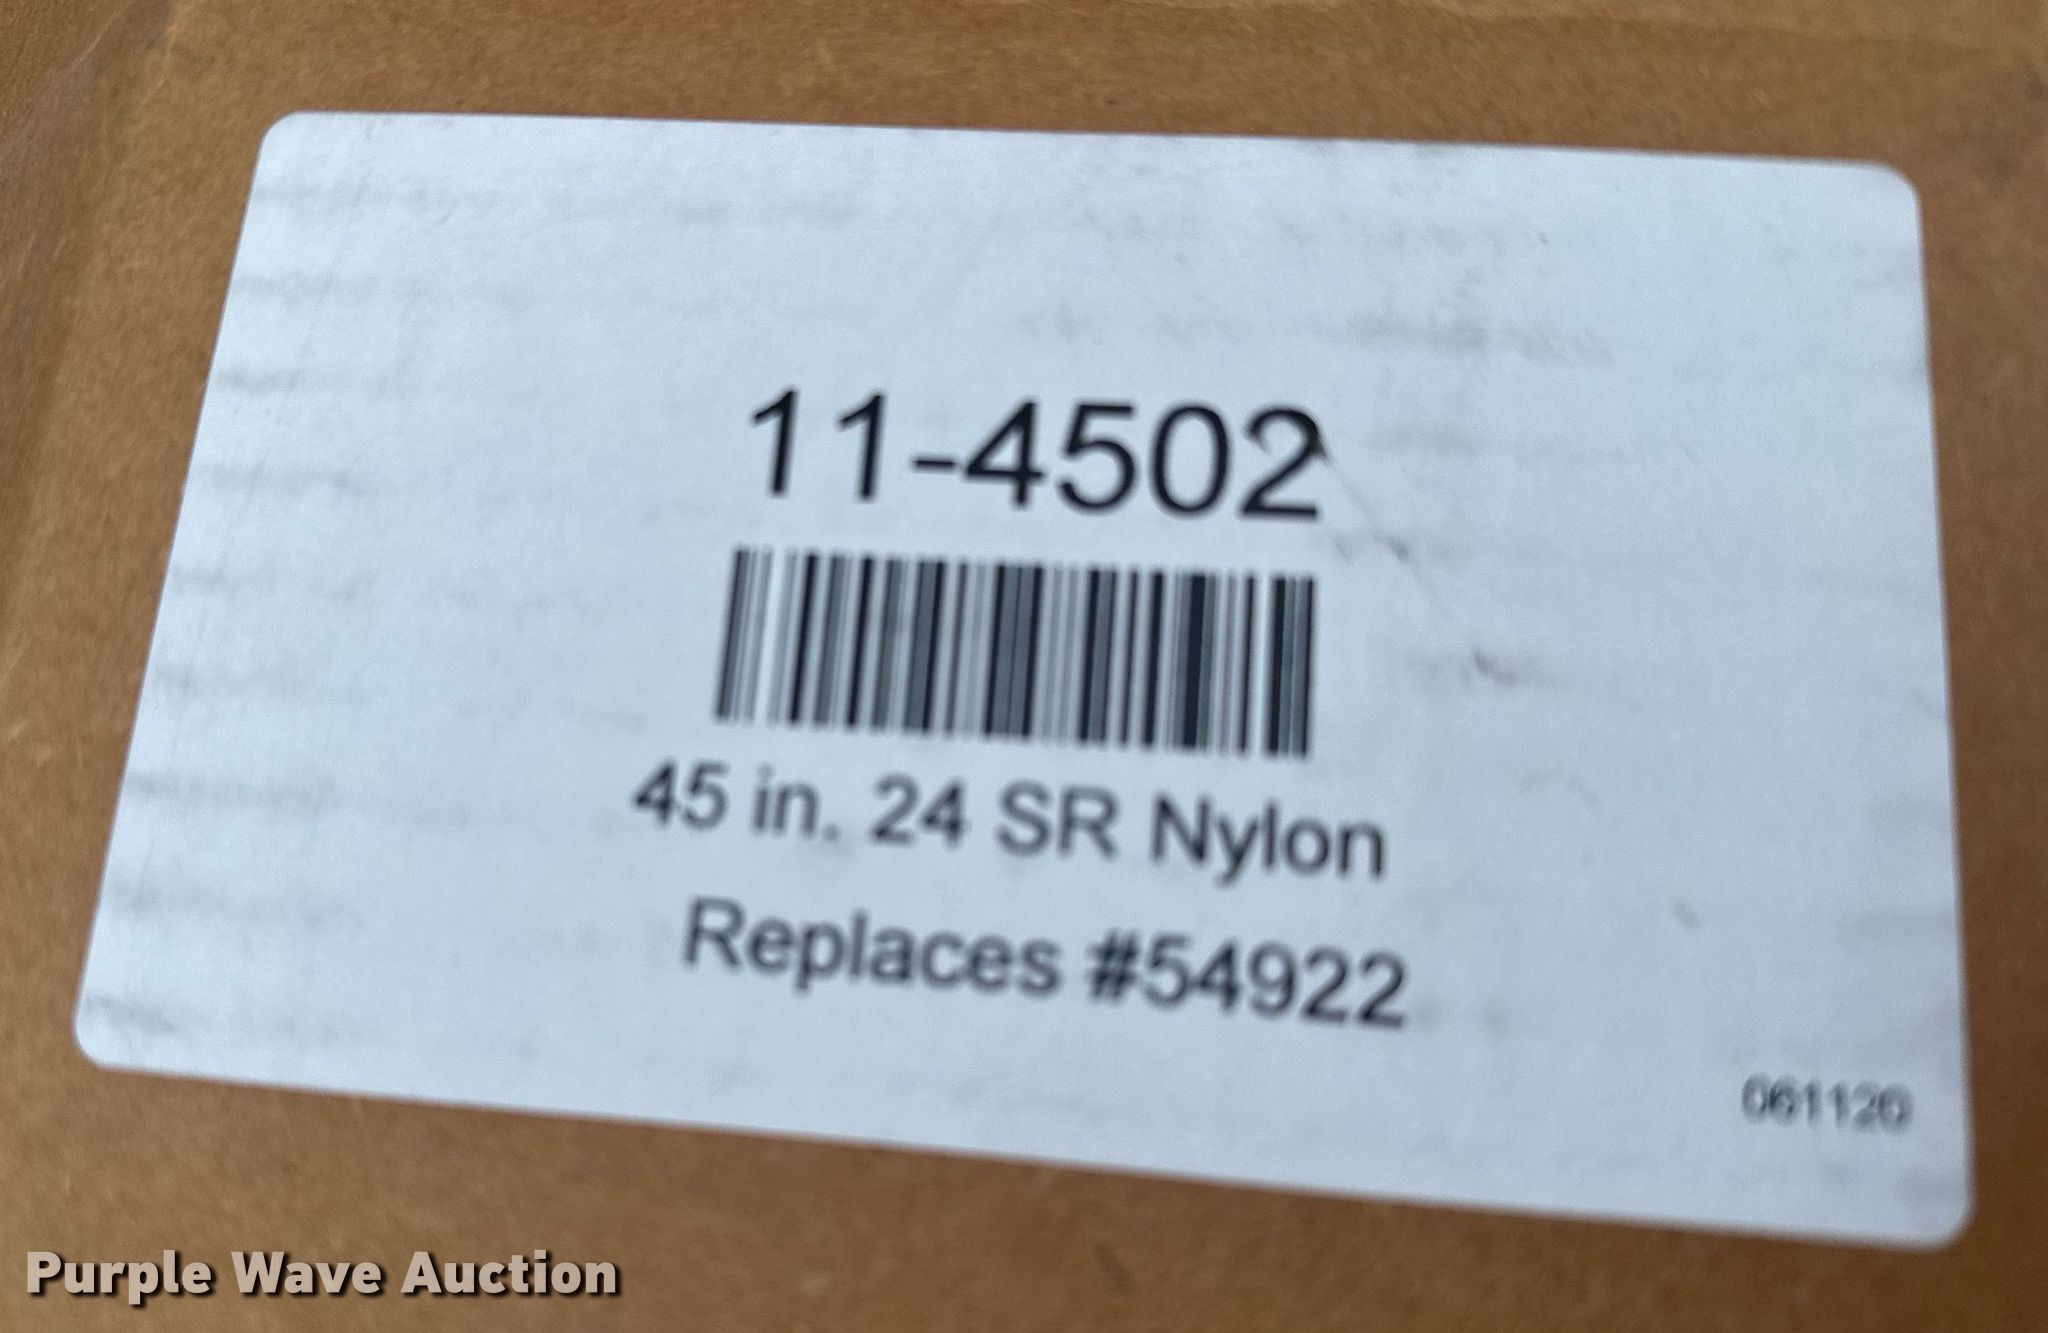 11-4502
45 in. 24 SR Nylon
Replaces #54922
061120
Purple Wave Auction